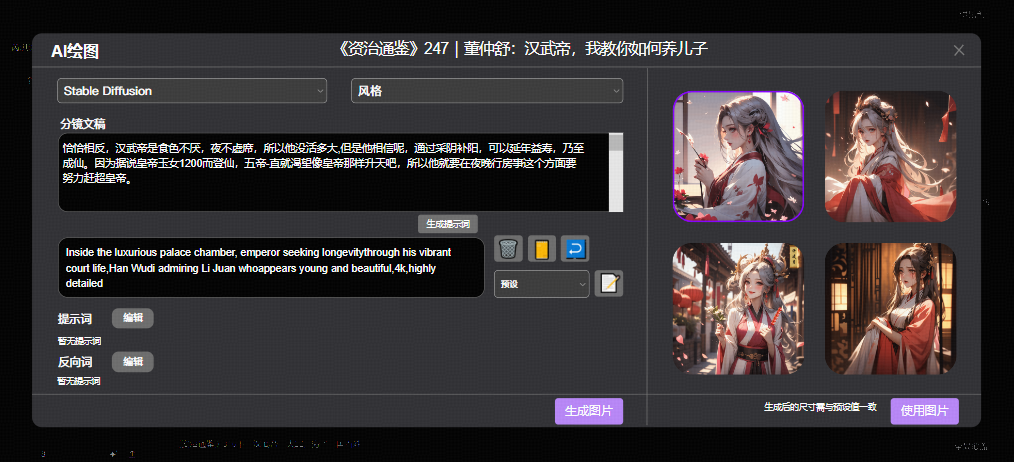 AI绘图
《资治通鉴》247 | 董仲舒：汉武帝，我教你如何养儿子
Stable Diffusion
风格
分镜文稿
恰恰相反，汉武帝是食色不厌，夜不虚席，所以他没活多大,但是他相信呢，通过采阴补阳，可以延年益寿，乃至
成仙。因为据说皇帝玉女1200而登仙，五帝-直就渴望像皇帝那样升天吧，所以他就要在夜晚行房事这个方面要
努力赶超皇帝。
生成提示词
Inside the luxurious palace chamber, emperor seeking longevitythrough his vibrant
court life,Han Wudi admiring Li Juan whoappears young and beautiful,4k,highly
detailed
预设
提示词
编辑
暂无提示词
反向词
编辑
暂无提示词
生成图片
生成后的尺寸需与预设值一致
使用图片